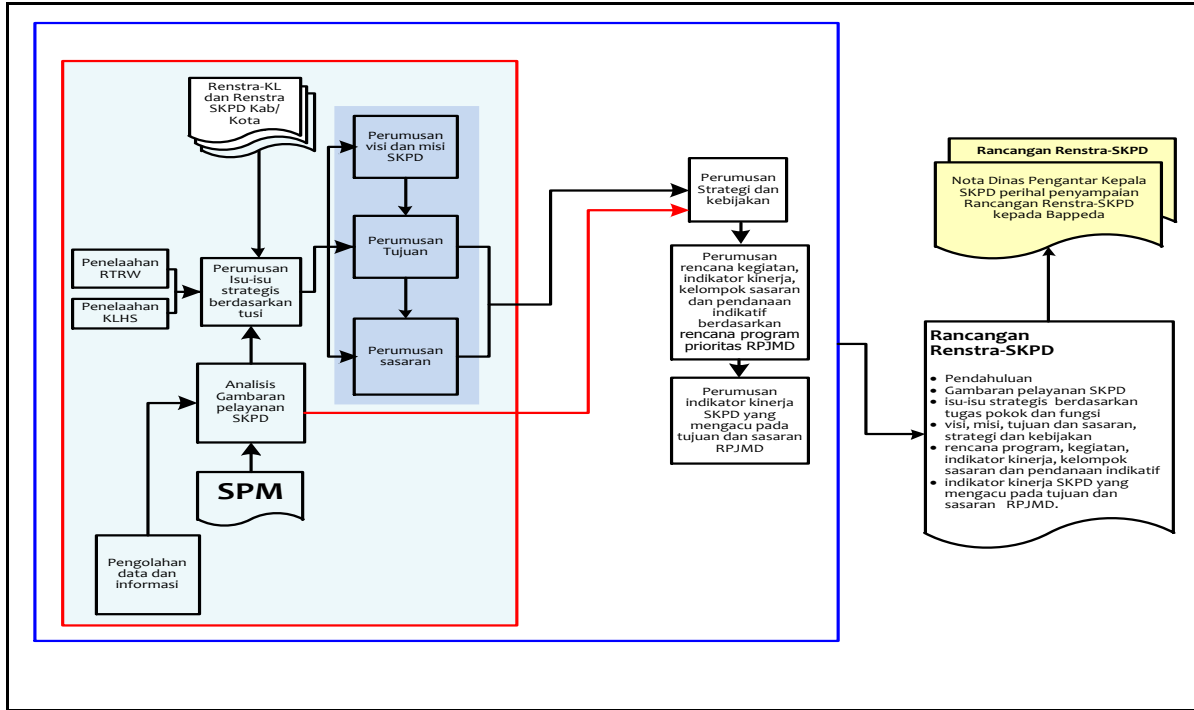 Renstra-KL
dan Renstra
SKPD Kab/
Kota
Perumusan
visi dan misi
SKPD
Perumusan
Tujuan
Perumusan
sasaran
Penelaahan
RTRW
Penelaahan
KLHS
Perumusan
Isu-isu
strategis
berdasarkan
tusi
Analisis
Gambaran
pelayanan
SKPD
SPM
Pengolahan
data dan
informasi
Perumusan
Strategi dan
kebijakan
Perumusan
rencana kegiatan,
indikator kinerja,
kelompok sasaran
dan pendanaan
indikatif
berdasarkan
rencana program
prioritas RPJMD
Perumusan
indikator kinerja
SKPD yang
mengacu pada
tujuan dan sasaran
RPJMD
Rancangan Renstra-SKPD
Nota Dinas Pengantar Kepala
SKPD perihal penyampaian
Rancangan Renstra-SKPD
kepada Bappeda
Rancangan
Renstra-SKPD
• Pendahuluan
• Gambaran pelayanan SKPD
• isu-isu strategis berdasarkan
tugas pokok dan fungsi
• visi, misi, tujuan dan sasaran,
strategi dan kebijakan
• rencana program, kegiatan,
indikator kinerja, kelompok
sasaran dan pendanaan indikatif
• indikator kinerja SKPD yang
mengacu pada tujuan dan
sasaran RPJMD.